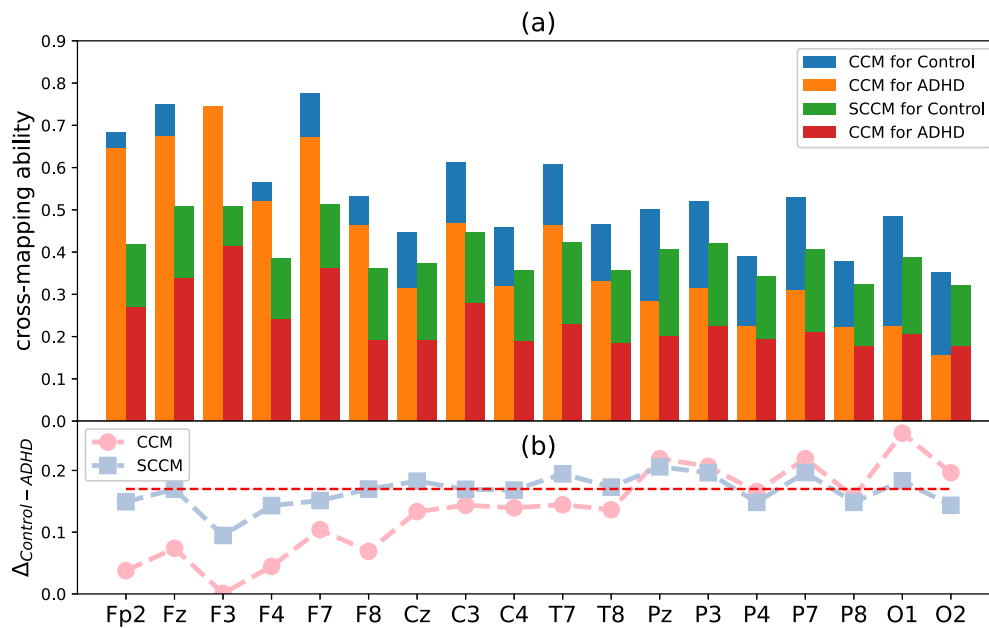 (a)
cross-mapping ability
0.9
0.8
0.7
0.6
0.5
0.4
0.3
0.2
0.1
0.0
CCM for Control
CCM for ADHD
SCCM for Control
CCM for ADHD
(b)
Δ_{Control−ADHD}
0.2
0.1
0.0
CCM
SCCM
Fp2 Fz F3 F4 F7 F8 Cz C3 C4 T7 T8 Pz P3 P4 P7 P8 O1 O2